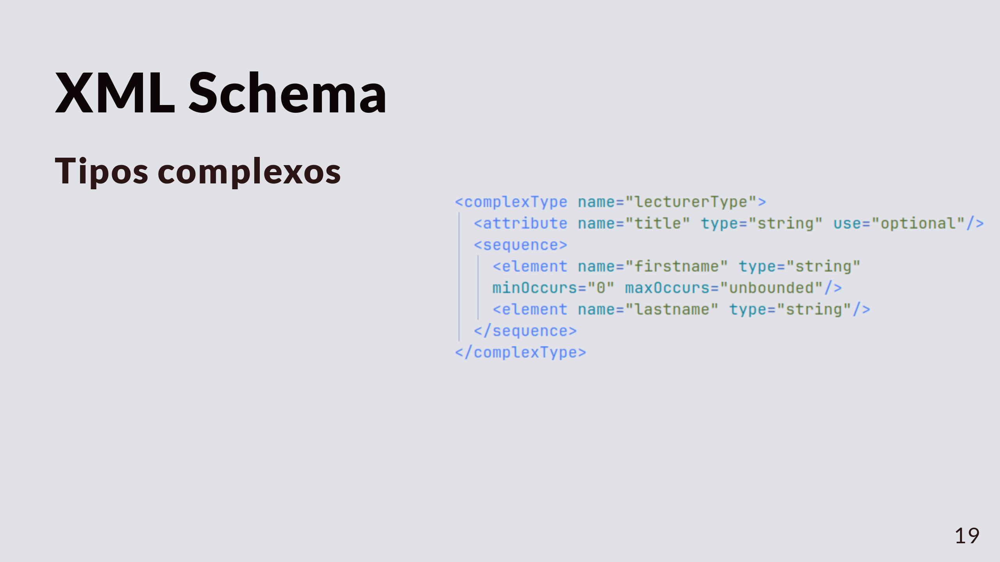 XML Schema
Tipos complexos
<complexType name="lecturerType">
<attribute name="title" type="string" use="optional"/>
<sequence>
<element name="firstname" type="string"
minOccurs="0" maxOccurs="unbounded"/>
<element name="lastname" type="string"/>
</sequence>
</complexType>
19